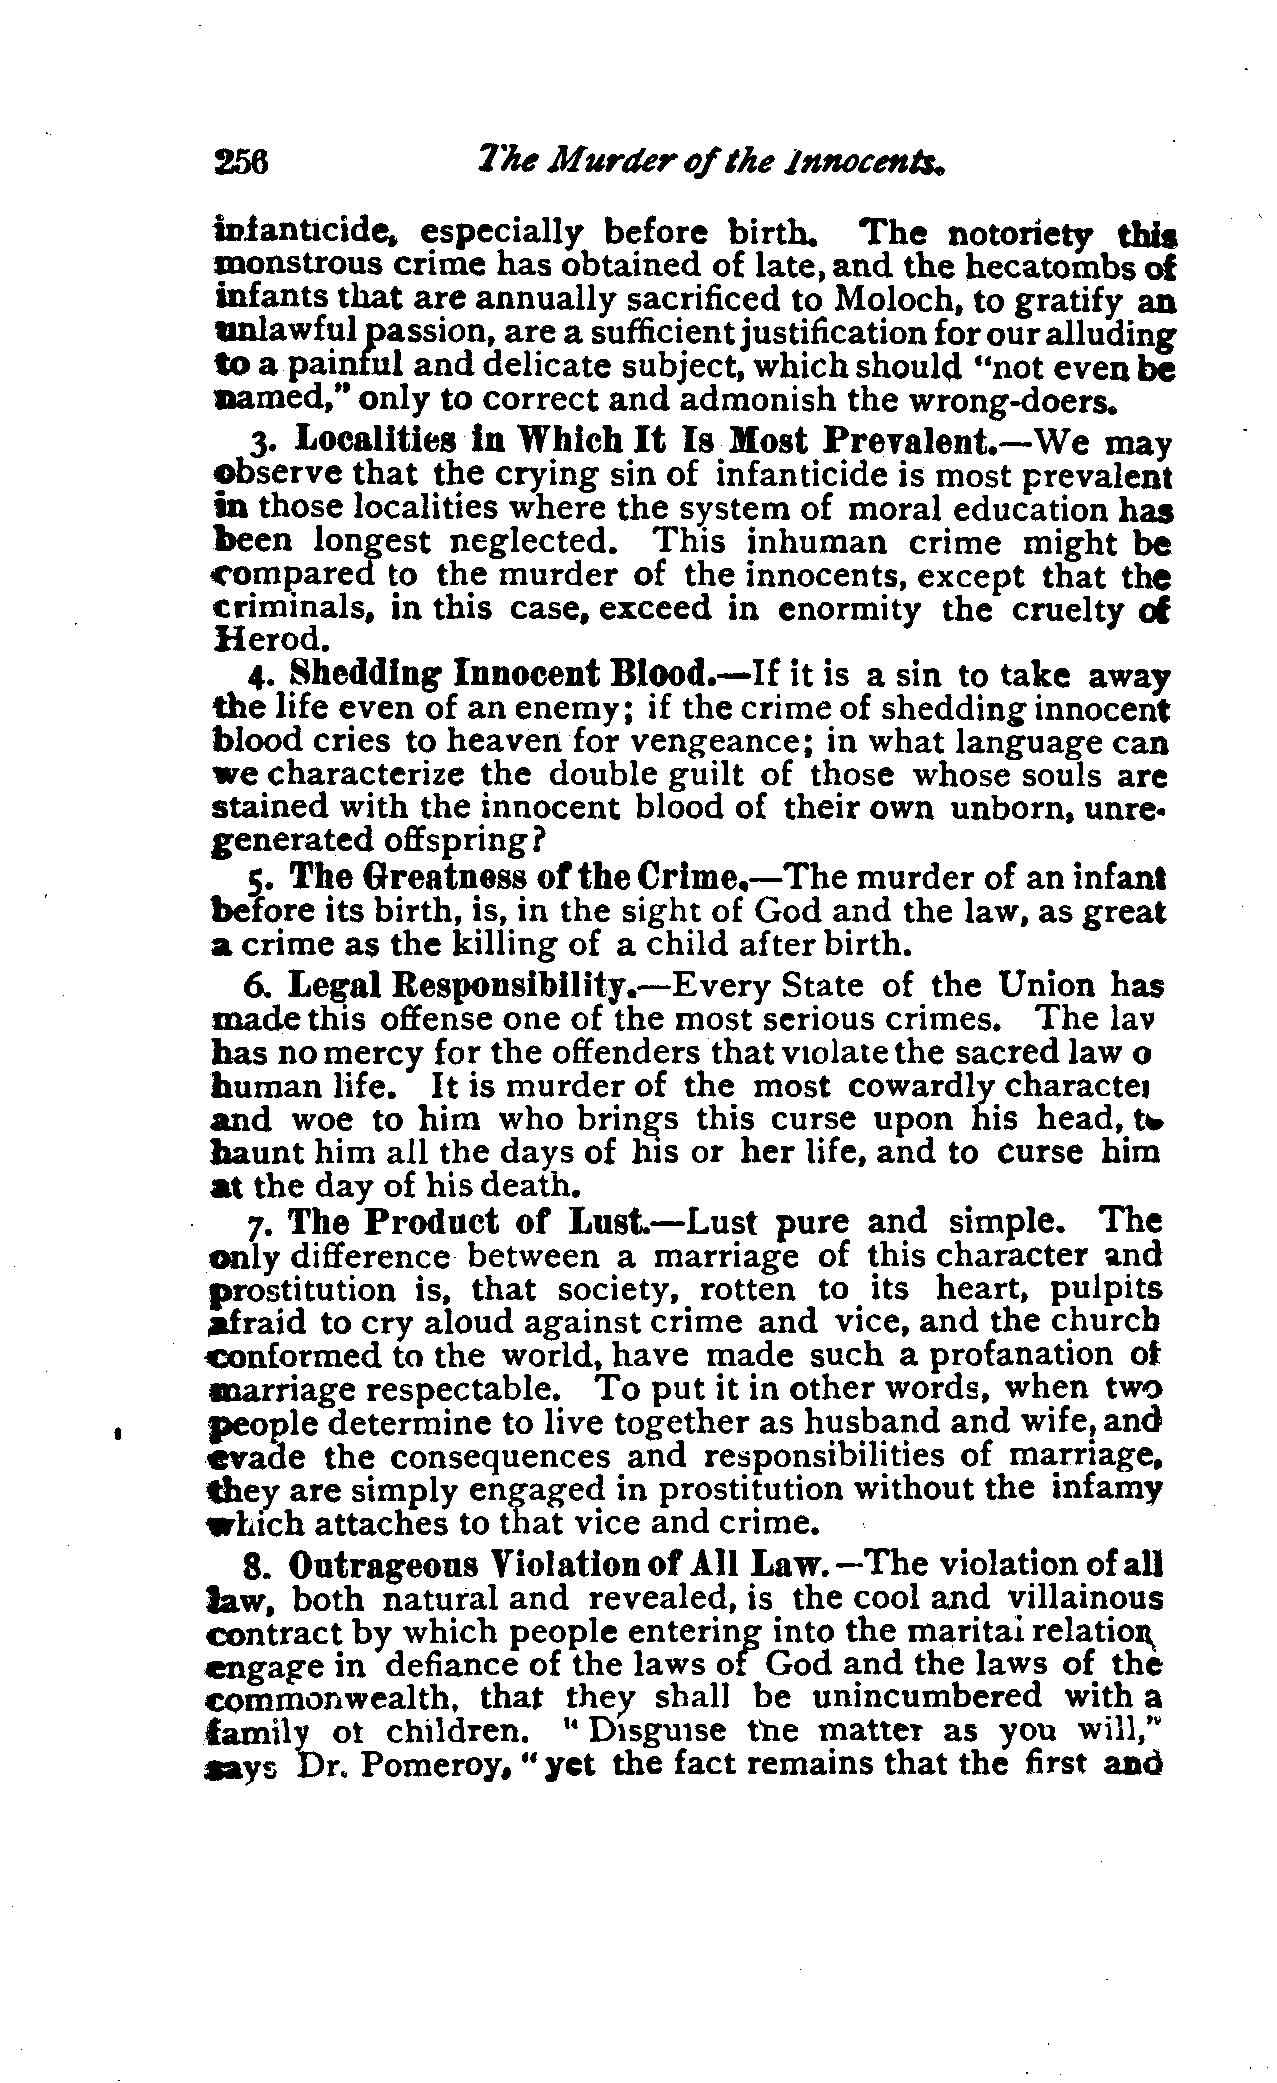 256 The Murder of the Innocents.
infanticide, especially before birth. The notoriety this
monstrous crime has obtained of late, and the hecatombs of
infants that are annually sacrificed to Moloch, to gratify an
unlawful passion, are a sufficient justification for our alluding
to a painful and delicate subject, which should "not even be
named," only to correct and admonish the wrong-doers.
3. Localities in Which It Is Most Prevalent.—We may
observe that the crying sin of infanticide is most prevalent
in those localities where the system of moral education has
been longest neglected. This inhuman crime might be
compared to the murder of the innocents, except that the
criminals, in this case, exceed in enormity the cruelty of
Herod.
4. Shedding Innocent Blood.—If it is a sin to take away
the life even of an enemy; if the crime of shedding innocent
blood cries to heaven for vengeance; in what language can
we characterize the double guilt of those whose souls are
stained with the innocent blood of their own unborn, unre-
generated offspring?
5. The Greatness of the Crime.—The murder of an infant
before its birth, is, in the sight of God and the law, as great
a crime as the killing of a child after birth.
6. Legal Responsibility.—Every State of the Union has
made this offense one of the most serious crimes. The lav
has no mercy for the offenders that violate the sacred law o
human life. It is murder of the most cowardly character
and woe to him who brings this curse upon his head, to
haunt him all the days of his or her life, and to curse him
at the day of his death.
7. The Product of Lust.—Lust pure and simple. The
only difference between a marriage of this character and
prostitution is, that society, rotten to its heart, pulpits
afraid to cry aloud against crime and vice, and the church
conformed to the world, have made such a profanation of
marriage respectable. To put it in other words, when two
people determine to live together as husband and wife, and
evade the consequences and responsibilities of marriage,
they are simply engaged in prostitution without the infamy
which attaches to that vice and crime.
8. Outrageous Violation of All Law.—The violation of all
law, both natural and revealed, is the cool and villainous
contract by which people entering into the marital relation
engage in defiance of the laws of God and the laws of the
commonwealth, that they shall be unincumbered with a
family of children. "Disguise the matter as you will,"
says Dr. Pomeroy, "yet the fact remains that the first and